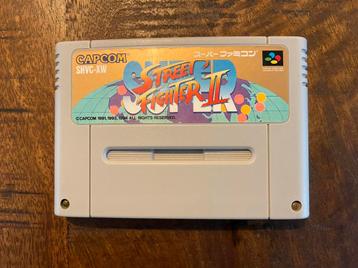 CAPCOM
スーパーファミコン
SHVC-XW
SUPER
STREET
FIGHTER II
©CAPCOM 1991, 1993, 1994 ALL RIGHTS RESERVED.